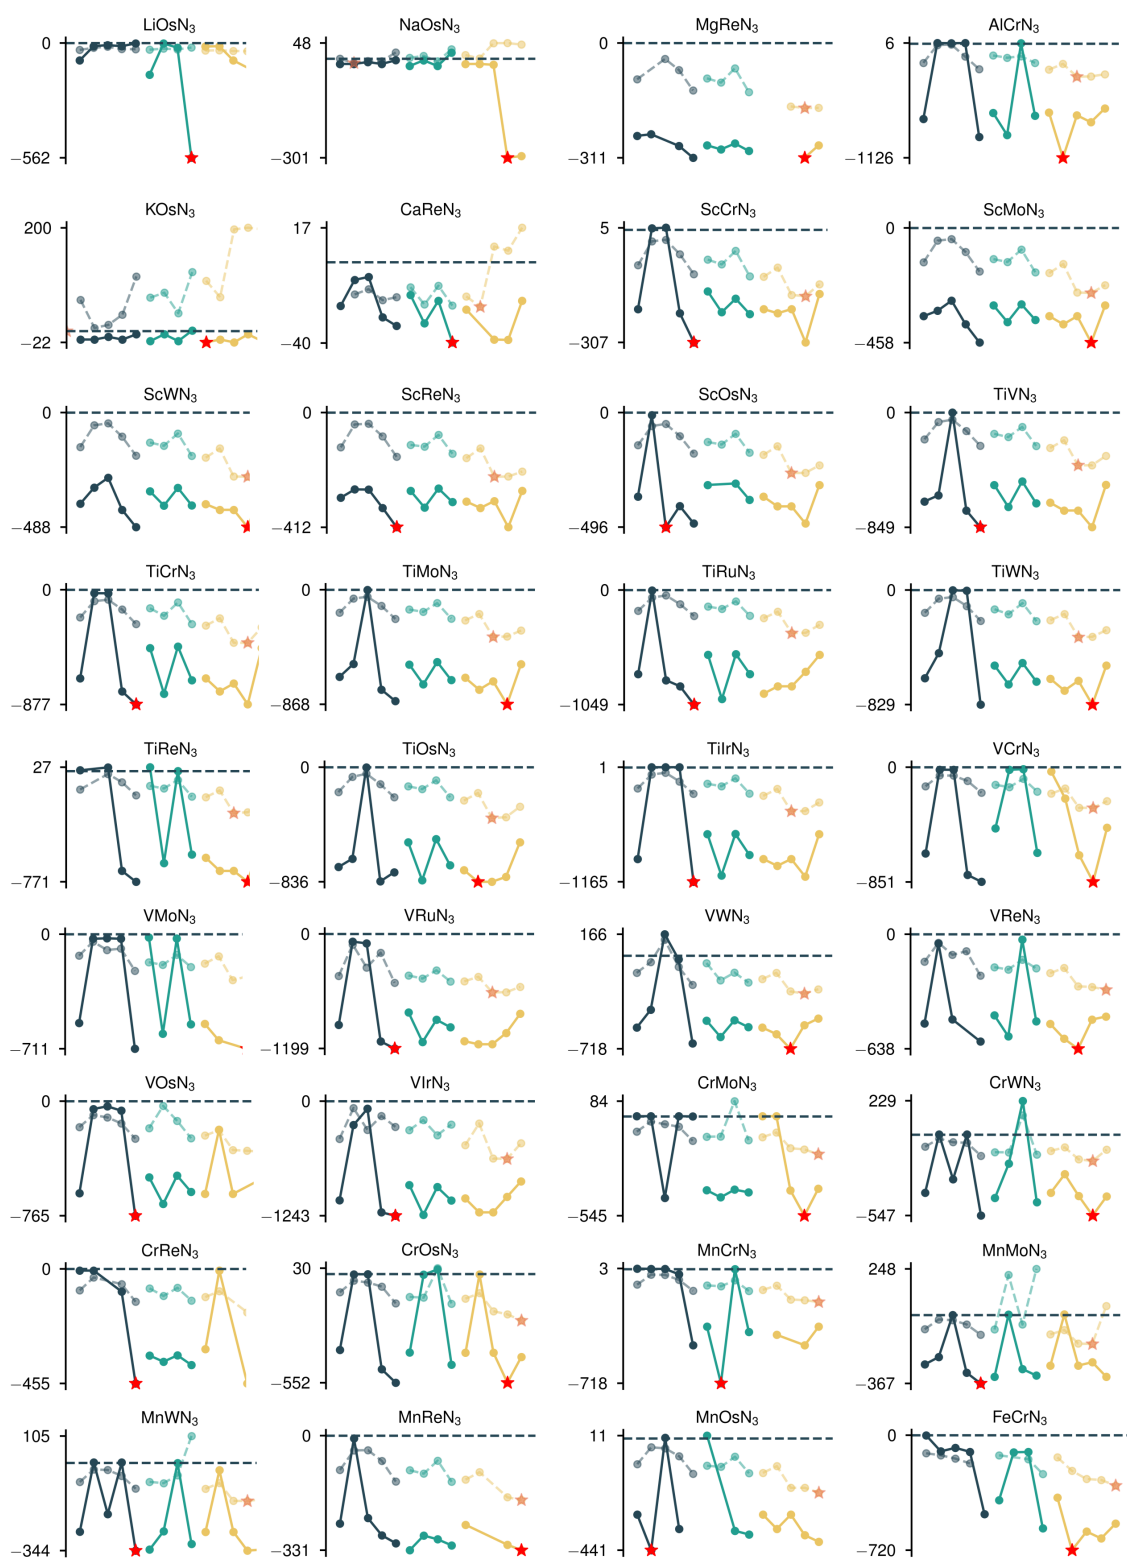 LiOsN₃ NaOsN₃ MgReN₃ AlCrN₃
0 48 0 6
−562 −301 −311 −1126
KOsN₃ CaReN₃ ScCrN₃ ScMoN₃
200 17 5 0
−22 −40 −307 −458
ScWN₃ ScReN₃ ScOsN₃ TiVN₃
0 0 0 0
−488 −412 −496 −849
TiCrN₃ TiMoN₃ TiRuN₃ TiWN₃
0 0 0 0
−877 −868 −1049 −829
TiReN₃ TiOsN₃ TiIrN₃ VCrN₃
27 0 1 0
−771 −836 −1165 −851
VMoN₃ VRuN₃ VWN₃ VReN₃
0 0 166 0
−711 −1199 −718 −638
VOsN₃ VIrN₃ CrMoN₃ CrWN₃
0 0 84 229
−765 −1243 −545 −547
CrReN₃ CrOsN₃ MnCrN₃ MnMoN₃
0 30 3 248
−455 −552 −718 −367
MnWN₃ MnReN₃ MnOsN₃ FeCrN₃
105 0 11 0
−344 −331 −441 −720